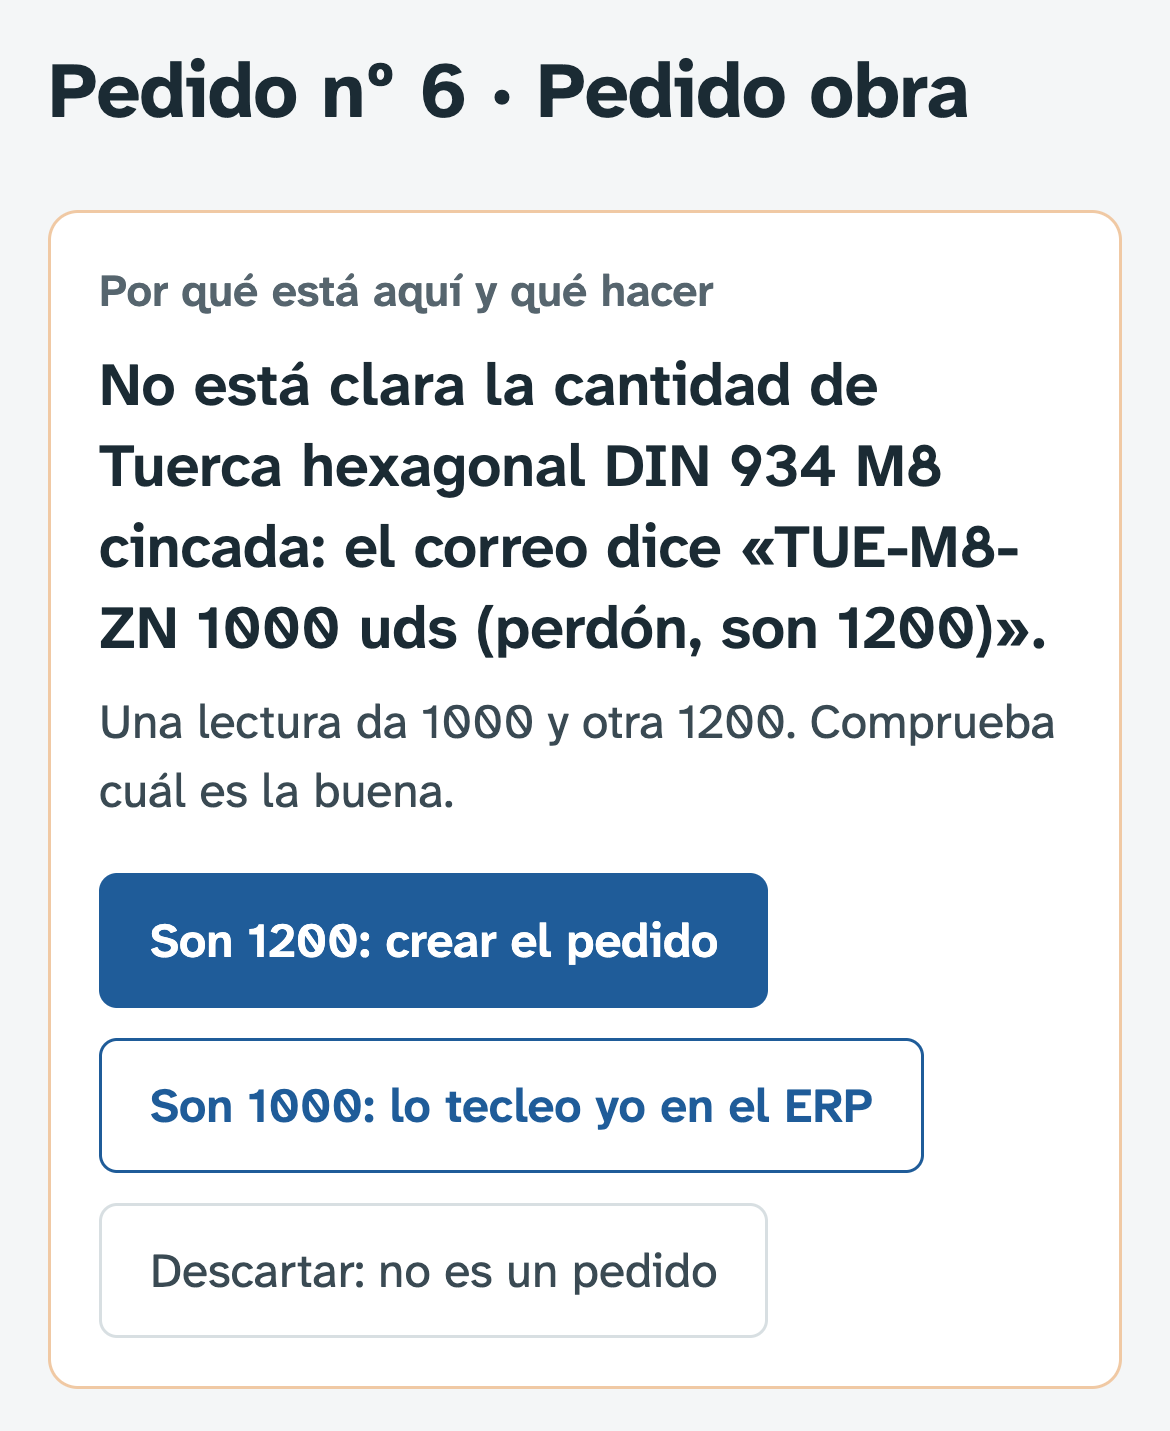 Pedido nº 6 · Pedido obra
Por qué está aquí y qué hacer
No está clara la cantidad de
Tuerca hexagonal DIN 934 M8
cincada: el correo dice «TUE-M8-
ZN 1000 uds (perdón, son 1200)».
Una lectura da 1000 y otra 1200. Comprueba
cuál es la buena.
Son 1200: crear el pedido
Son 1000: lo tecleo yo en el ERP
Descartar: no es un pedido